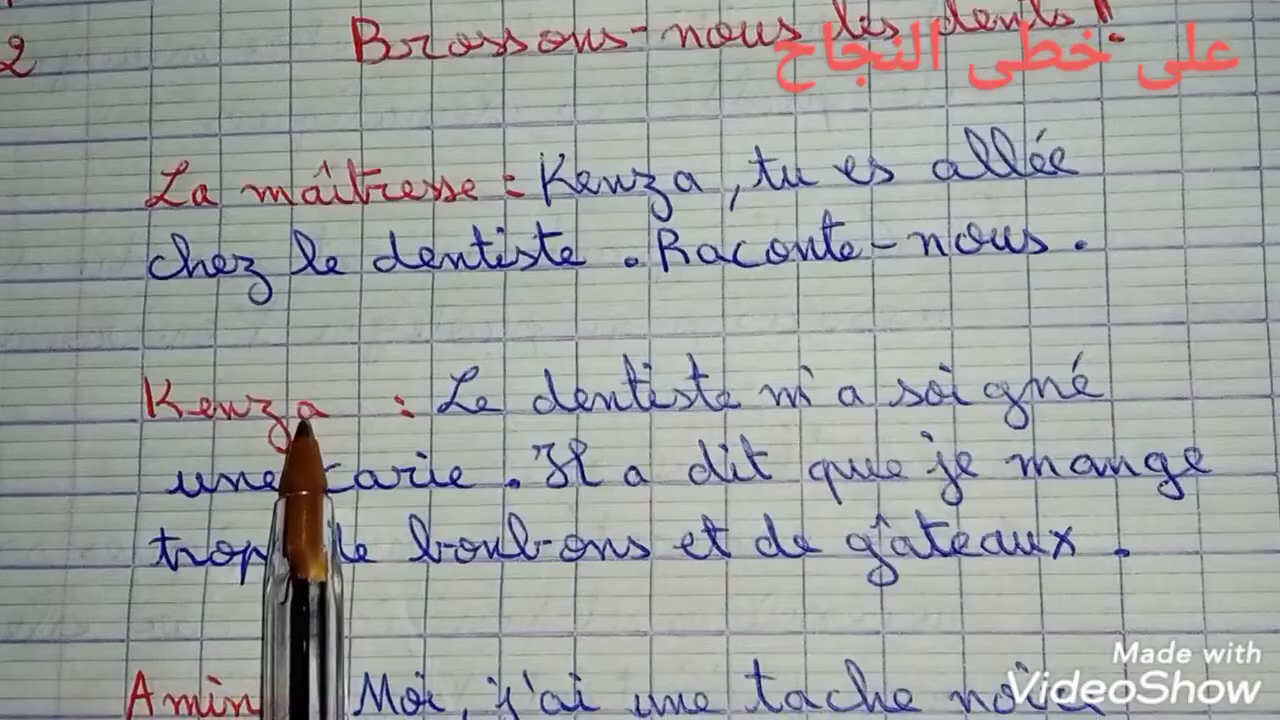 Brossons-nous les dents!
على خطى النجاح
2
La maîtresse : Kenza, tu es allée
chez le dentiste. Raconte-nous.
Kenza : Le dentiste m'a soigné
une carie. Il a dit que je mange
trop de bonbons et de gâteaux.
Amin Moi, j'ai une tache noire
Made with
VideoShow